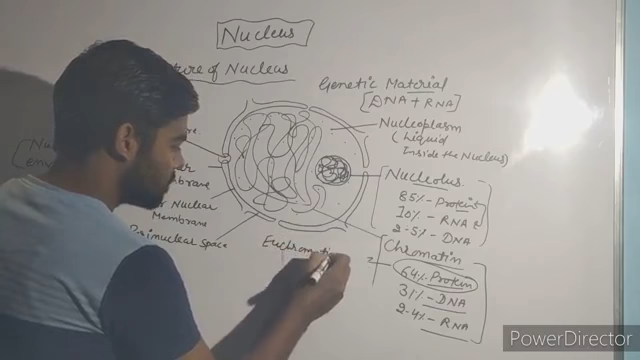 Nucleus
ture of Nucleus
Genetic Material
[DNA + RNA]
Nucleoplasm
(Liquid
Inside the Nucleus)
Nucleolus
85% - Protein
10% - RNA
2-5% - DNA
Chromatin
64% Protein
31% - DNA
2-4% - RNA
Nuclear
Membrane
Perinuclear Space
PowerDirector